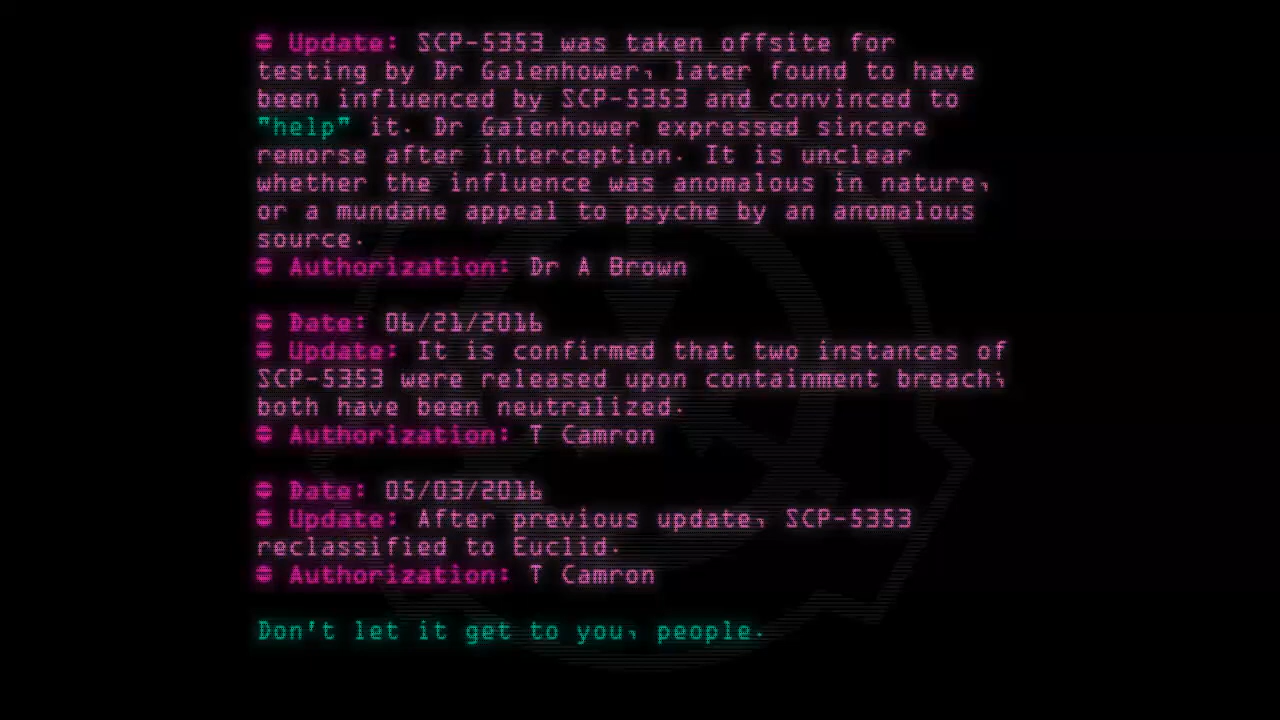 ● Update: SCP-5353 was taken offsite for
testing by Dr Galenhower, later found to have
been influenced by SCP-5353 and convinced to
"help" it. Dr Galenhower expressed sincere
remorse after interception. It is unclear
whether the influence was anomalous in nature,
or a mundane appeal to psyche by an anomalous
source.
● Authorization: Dr A Brown
● Date: 06/21/2016
● Update: It is confirmed that two instances of
SCP-5353 were released upon containment breach;
both have been neutralized.
● Authorization: T Camron
● Date: 05/03/2016
● Update: After previous update, SCP-5353
reclassified to Euclid.
● Authorization: T Camron
Don't let it get to you, people.